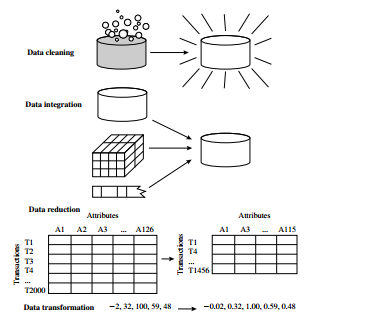 Data cleaning
Data integration
Data reduction
Attributes
Attributes
A1 A2 A3 ... A126
A1 A3 ... A115
Transactions
T1
T2
T3
T4
...
T2000
Transactions
T1
T4
...
T1456
Data transformation −2, 32, 100, 59, 48 −0.02, 0.32, 1.00, 0.59, 0.48